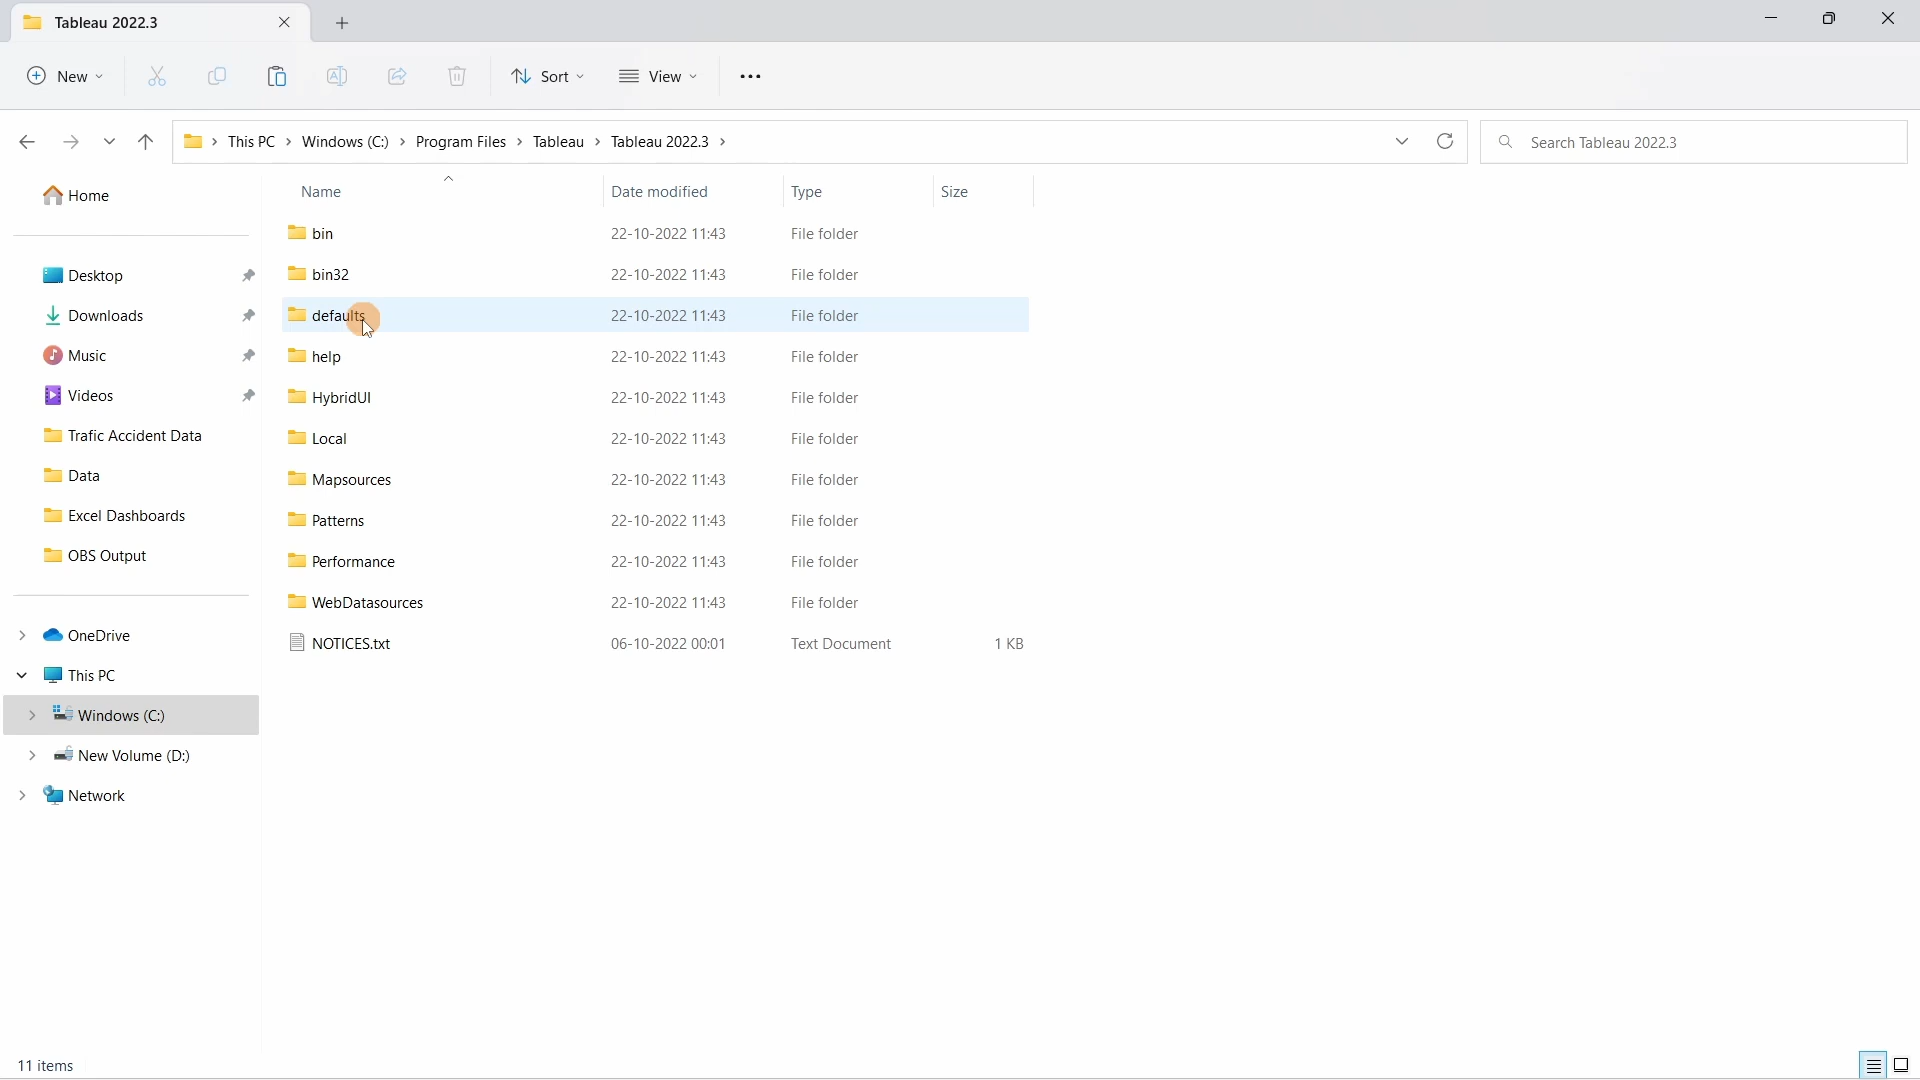 Tableau 2022.3
New
Sort
View
This PC > Windows (C:) > Program Files > Tableau > Tableau 2022.3 >
Search Tableau 2022.3
Name Date modified Type Size
Home
Desktop
Downloads
Music
Videos
Trafic Accident Data
Data
Excel Dashboards
OBS Output
OneDrive
This PC
Windows (C:)
New Volume (D:)
Network
bin 22-10-2022 11:43 File folder
bin32 22-10-2022 11:43 File folder
defaults 22-10-2022 11:43 File folder
help 22-10-2022 11:43 File folder
HybridUI 22-10-2022 11:43 File folder
Local 22-10-2022 11:43 File folder
Mapsources 22-10-2022 11:43 File folder
Patterns 22-10-2022 11:43 File folder
Performance 22-10-2022 11:43 File folder
WebDatasources 22-10-2022 11:43 File folder
NOTICES.txt 06-10-2022 00:01 Text Document 1 KB
11 items